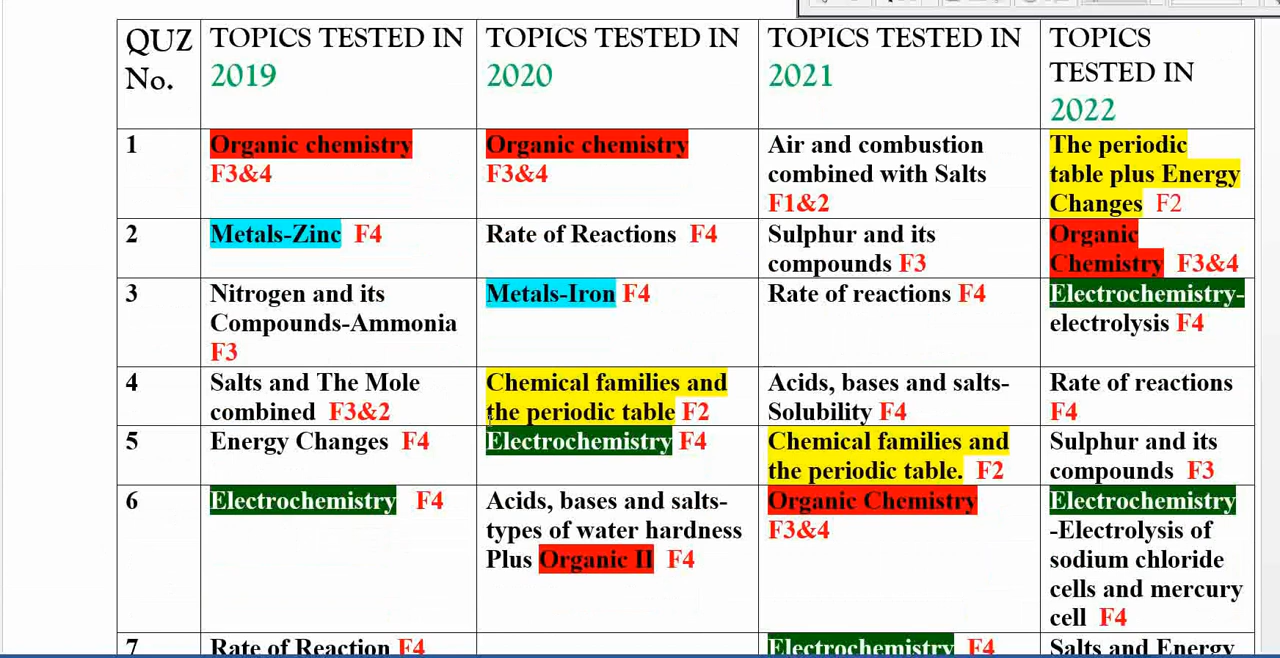 QUZ No.
TOPICS TESTED IN 2019
TOPICS TESTED IN 2020
TOPICS TESTED IN 2021
TOPICS TESTED IN 2022
1
Organic chemistry
F3&4
Organic chemistry
F3&4
Air and combustion
combined with Salts
F1&2
The periodic
table plus Energy
Changes F2
2
Metals-Zinc F4
Rate of Reactions F4
Sulphur and its
compounds F3
Organic
Chemistry F3&4
3
Nitrogen and its
Compounds-Ammonia
F3
Metals-Iron F4
Rate of reactions F4
Electrochemistry-
electrolysis F4
4
Salts and The Mole
combined F3&2
Chemical families and
the periodic table F2
Acids, bases and salts-
Solubility F4
Rate of reactions
F4
5
Energy Changes F4
Electrochemistry F4
Chemical families and
the periodic table. F2
Sulphur and its
compounds F3
6
Electrochemistry F4
Acids, bases and salts-
types of water hardness
Plus Organic II F4
Organic Chemistry
F3&4
Electrochemistry
-Electrolysis of
sodium chloride
cells and mercury
cell F4
7
Rate of Reaction F4
Electrochemistry F4
Salts and Energy